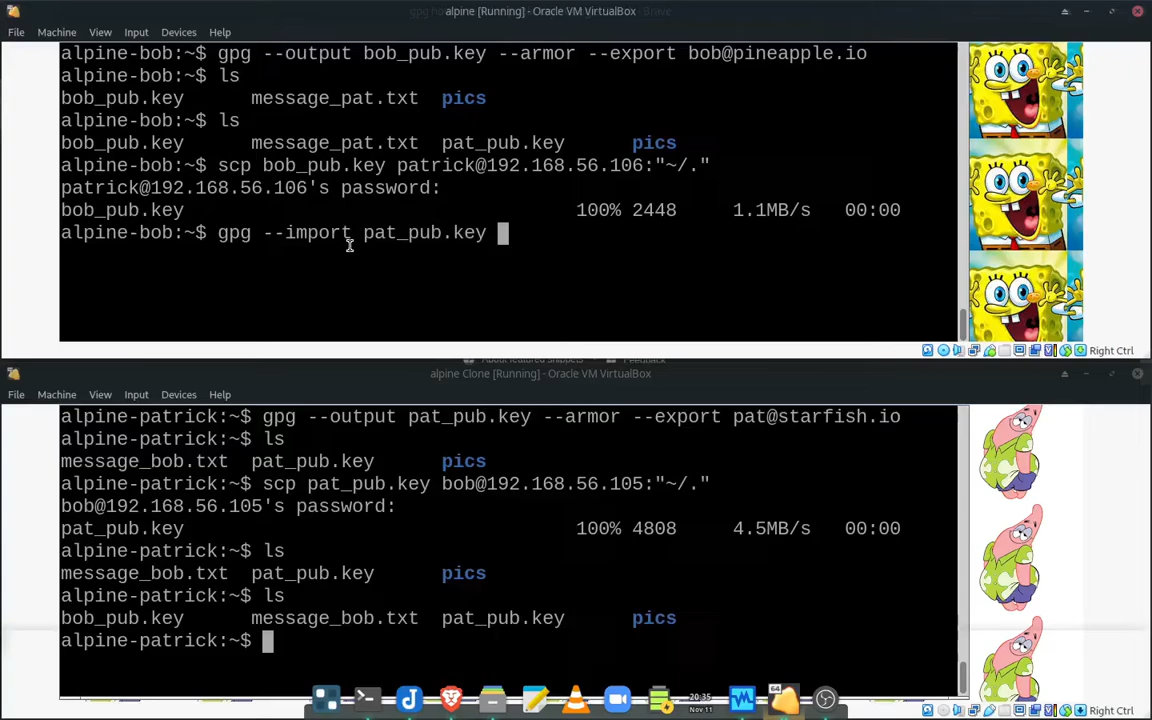 alpine [Running] - Oracle VM VirtualBox
File Machine View Input Devices Help
alpine-bob:~$ gpg --output bob_pub.key --armor --export bob@pineapple.io
alpine-bob:~$ ls
bob_pub.key message_pat.txt pics
alpine-bob:~$ ls
bob_pub.key message_pat.txt pat_pub.key pics
alpine-bob:~$ scp bob_pub.key patrick@192.168.56.106:"~/."
patrick@192.168.56.106's password:
bob_pub.key 100% 2448 1.1MB/s 00:00
alpine-bob:~$ gpg --import pat_pub.key
Right Ctrl
alpine Clone [Running] - Oracle VM VirtualBox
File Machine View Input Devices Help
alpine-patrick:~$ gpg --output pat_pub.key --armor --export pat@starfish.io
alpine-patrick:~$ ls
message_bob.txt pat_pub.key pics
alpine-patrick:~$ scp pat_pub.key bob@192.168.56.105:"~/."
bob@192.168.56.105's password:
pat_pub.key 100% 4808 4.5MB/s 00:00
alpine-patrick:~$ ls
message_bob.txt pat_pub.key pics
alpine-patrick:~$ ls
bob_pub.key message_bob.txt pat_pub.key pics
alpine-patrick:~$
64
20:35
Nov 11
Right Ctrl